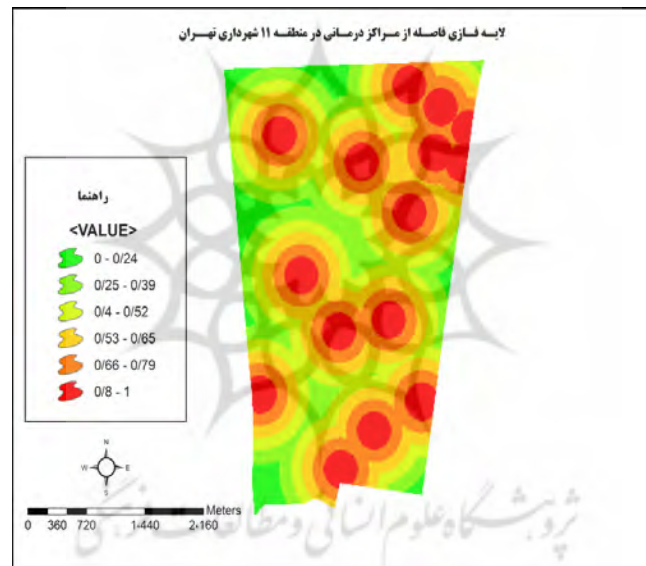 لایه فازی فاصله از مراکز درمانی در منطقه ۱۱ شهرداری تهران
راهنما
<VALUE>
0 - 0/24
0/25 - 0/39
0/4 - 0/52
0/53 - 0/65
0/66 - 0/79
0/8 - 1
N
W E
S
Meters
0 360 720 1،440 2،160
پژوهشگاه علوم انسانی و مطالعات فرهنگی